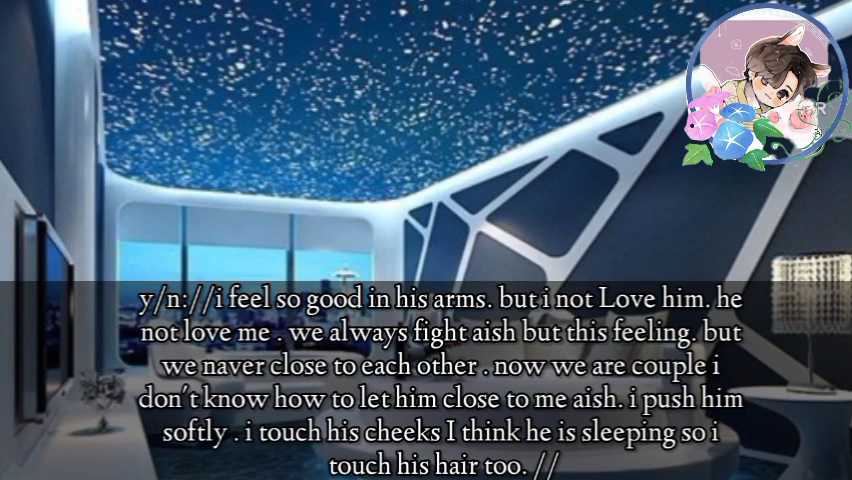 y/n://i feel so good in his arms. but i not Love him. he
not love me . we always fight aish but this feeling. but
we naver close to each other . now we are couple i
don't know how to let him close to me aish. i push him
softly . i touch his cheeks I think he is sleeping so i
touch his hair too. //